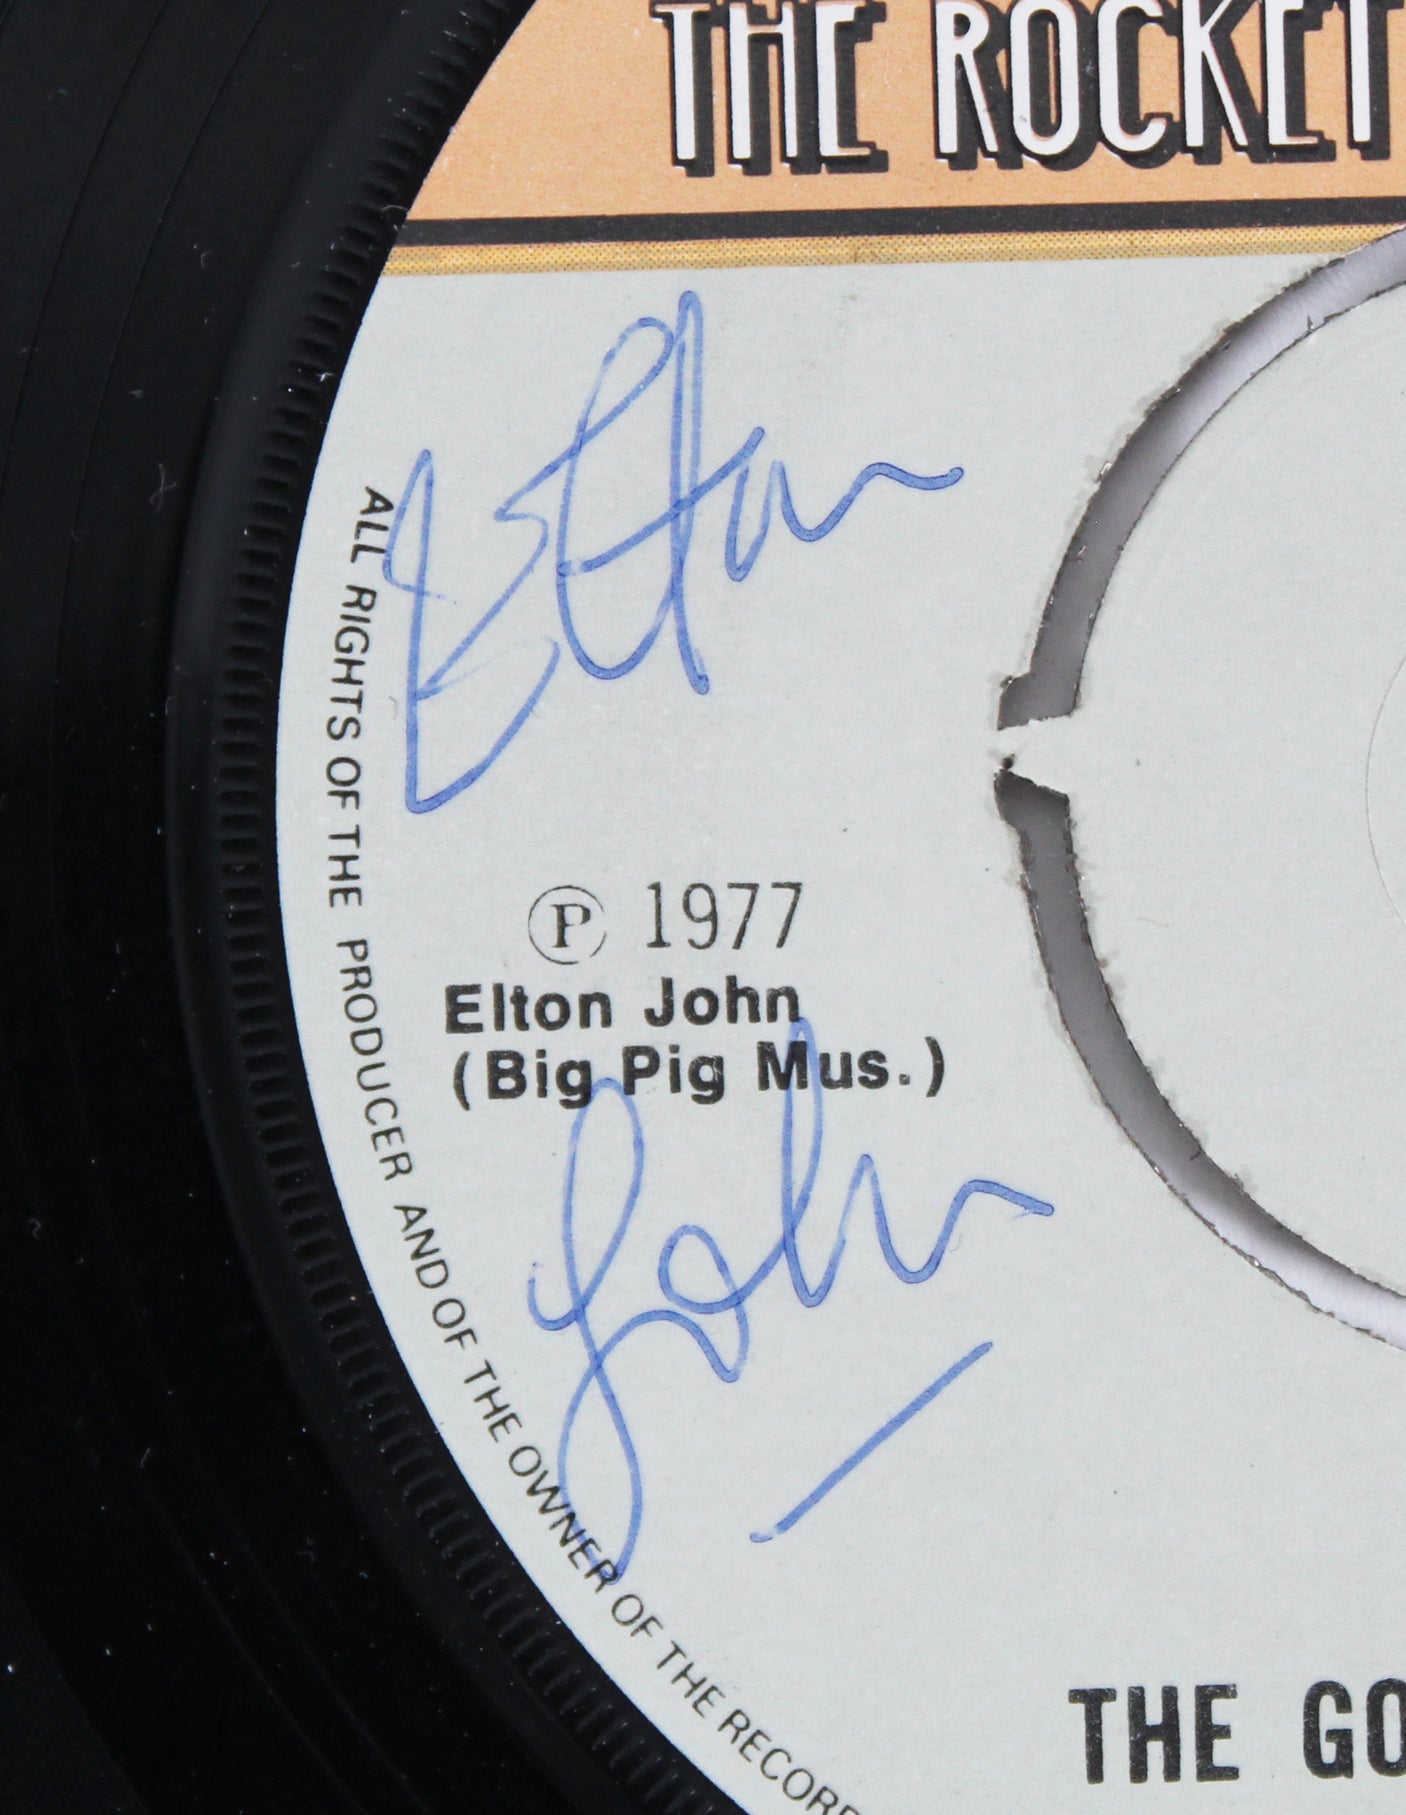 THE ROCKET
Elton
Ⓟ 1977
Elton John
(Big Pig Mus.)
John
THE GO
ALL RIGHTS OF THE PRODUCER AND OF THE OWNER OF THE RECOR